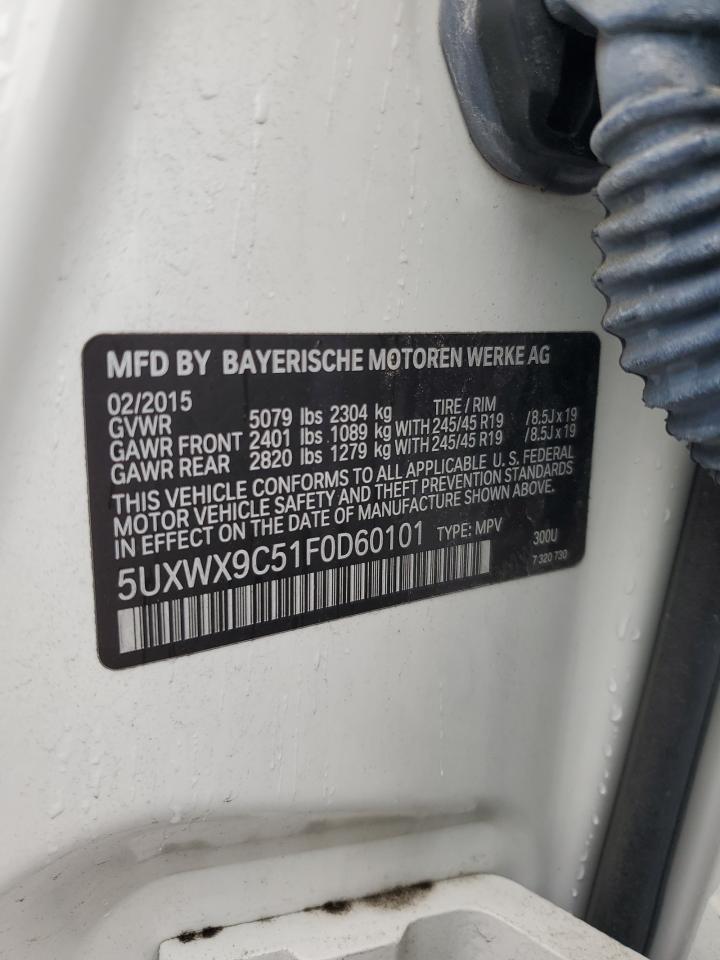 MFD BY BAYERISCHE MOTOREN WERKE AG
02/2015 TIRE / RIM
GVWR 5079 lbs 2304 kg
GAWR FRONT 2401 lbs 1089 kg WITH 245/45 R19 /8.5J x 19
GAWR REAR 2820 lbs 1279 kg WITH 245/45 R19 /8.5J x 19
THIS VEHICLE CONFORMS TO ALL APPLICABLE U.S. FEDERAL
MOTOR VEHICLE SAFETY AND THEFT PREVENTION STANDARDS
IN EFFECT ON THE DATE OF MANUFACTURE SHOWN ABOVE.
5UXWX9C51F0D60101 TYPE: MPV 300U
7 320 730